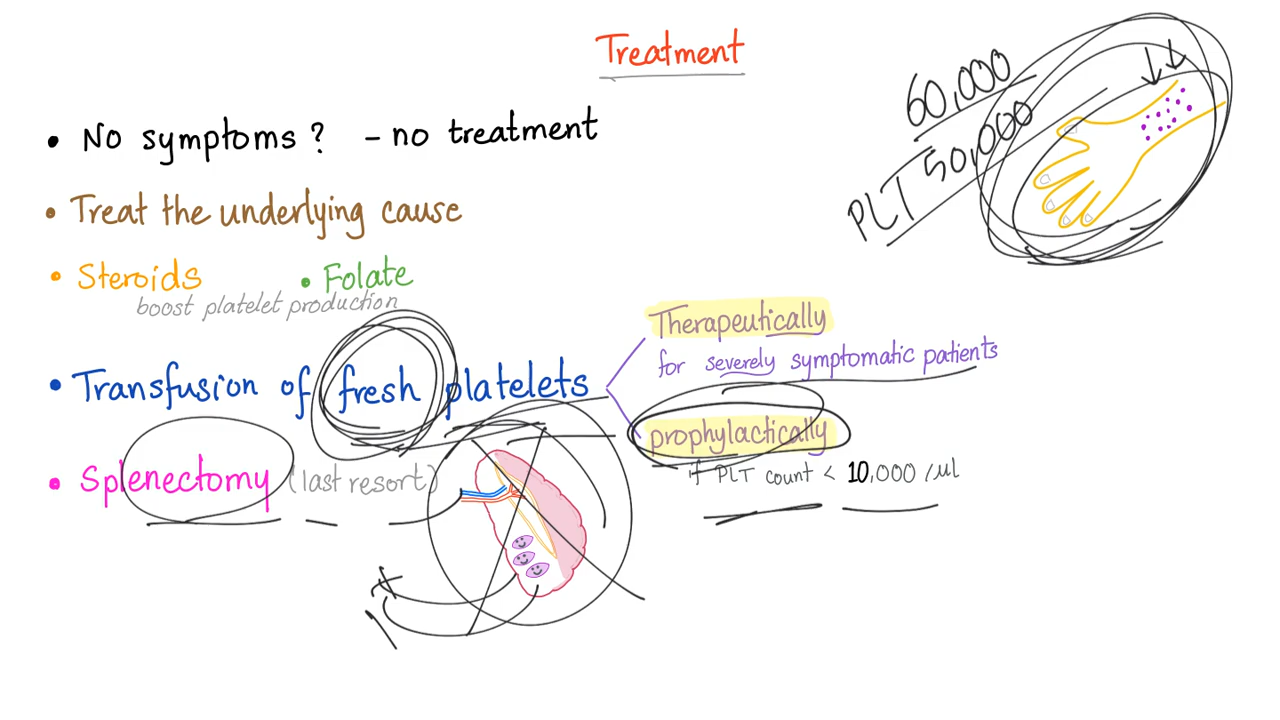 Treatment
60,000
PLT 50,000
• No symptoms? - no treatment
• Treat the underlying cause
• Steroids • Folate
boost platelet production
• Transfusion of fresh platelets
Therapeutically
for severely symptomatic patients
prophylactically
if PLT count < 10,000 /ul
• Splenectomy (last resort)